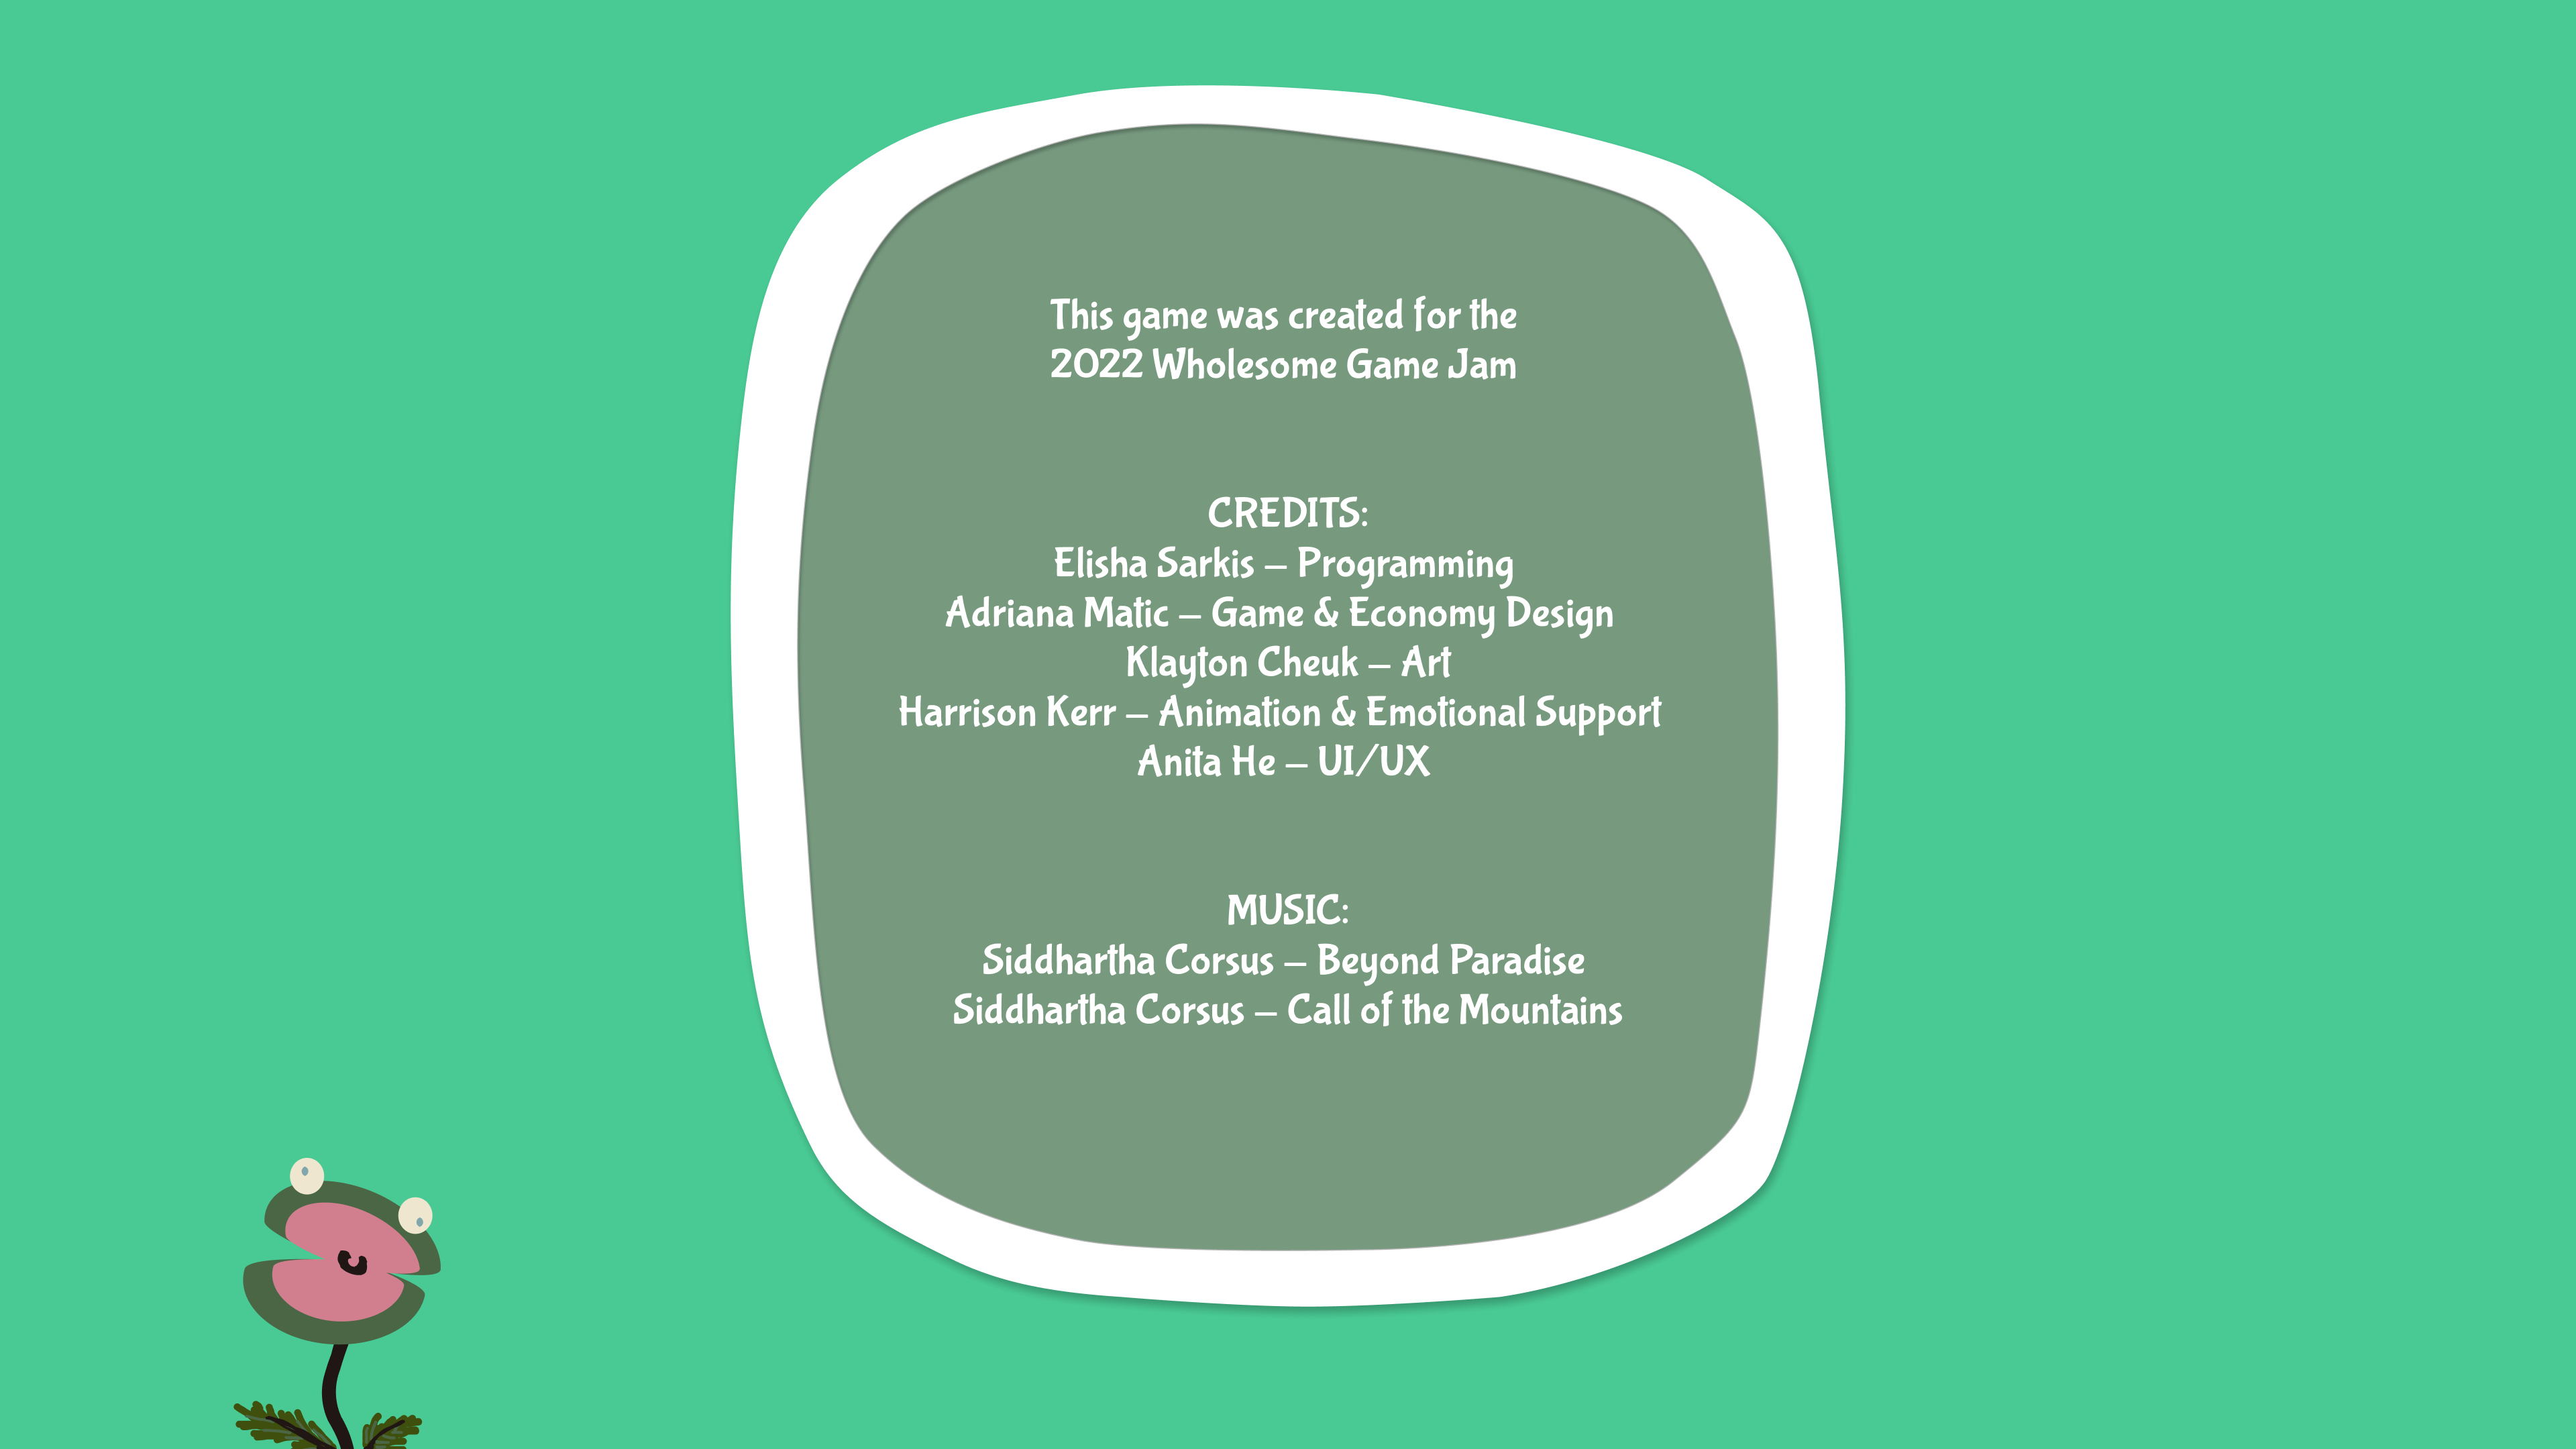 This game was created for the
2022 Wholesome Game Jam
CREDITS:
Elisha Sarkis – Programming
Adriana Matic – Game & Economy Design
Klayton Cheuk – Art
Harrison Kerr – Animation & Emotional Support
Anita He – UI/UX
MUSIC:
Siddhartha Corsus – Beyond Paradise
Siddhartha Corsus – Call of the Mountains